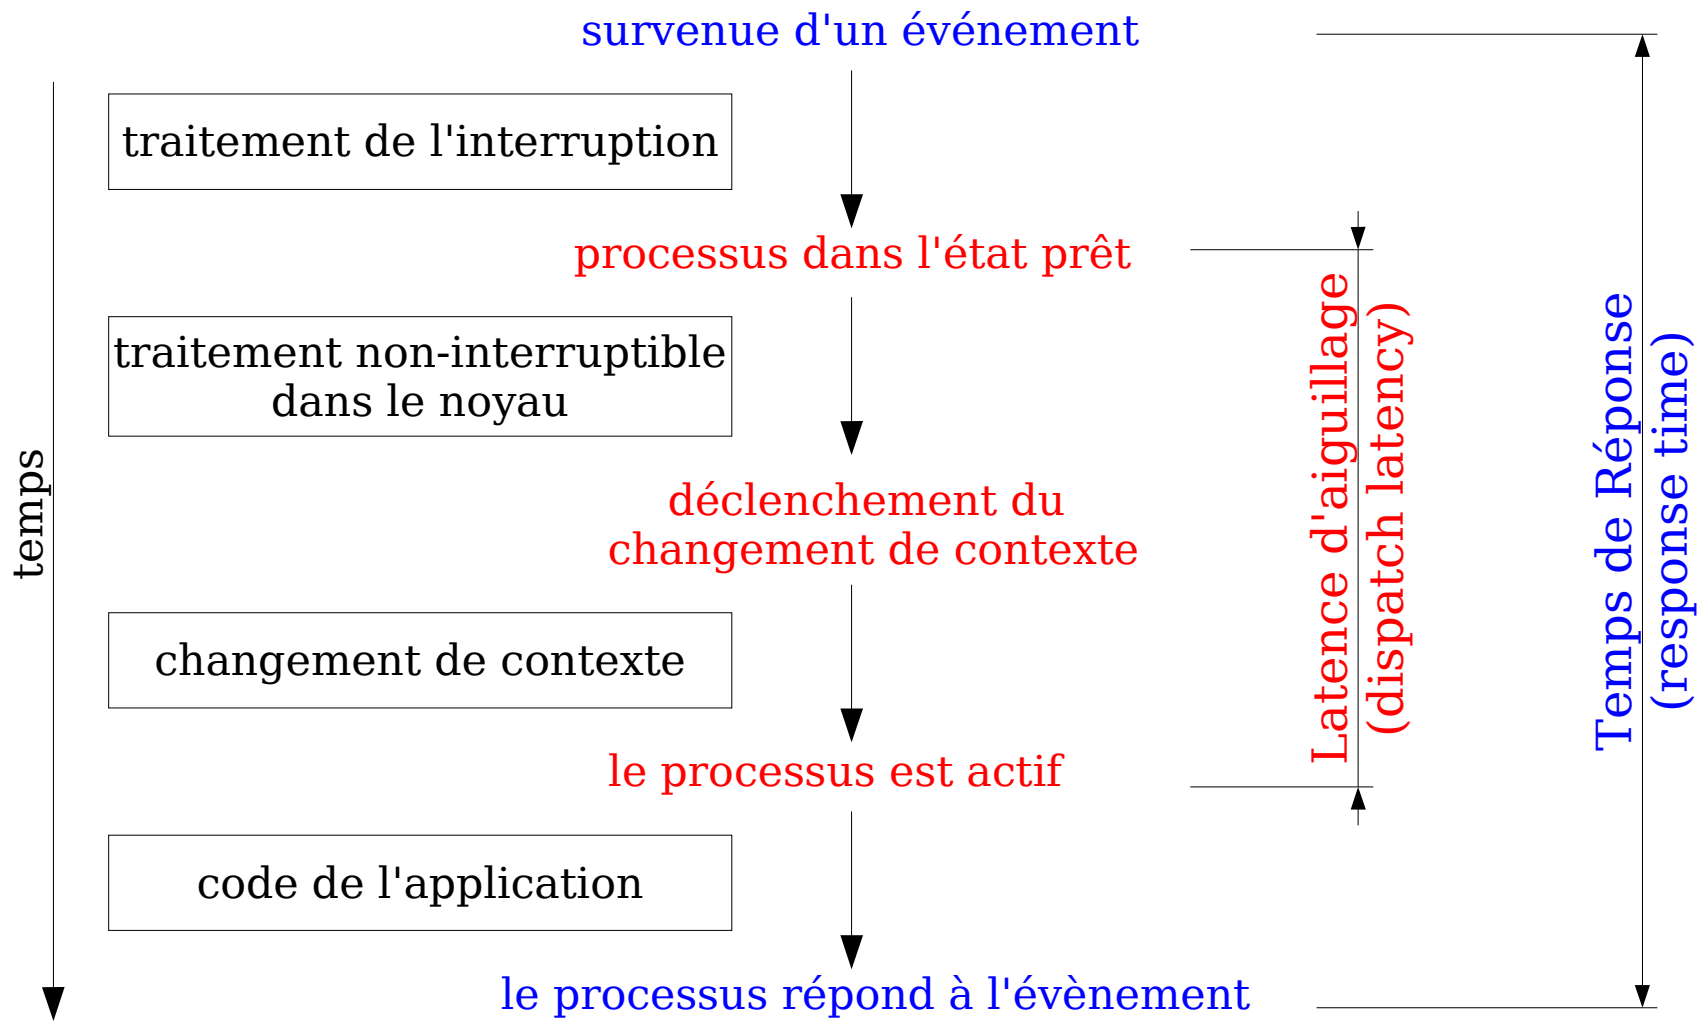 survenue d'un événement
traitement de l'interruption
processus dans l'état prêt
traitement non-interruptible
dans le noyau
déclenchement du
changement de contexte
changement de contexte
le processus est actif
code de l'application
le processus répond à l'évènement
temps
Latence d'aiguillage
(dispatch latency)
Temps de Réponse
(response time)